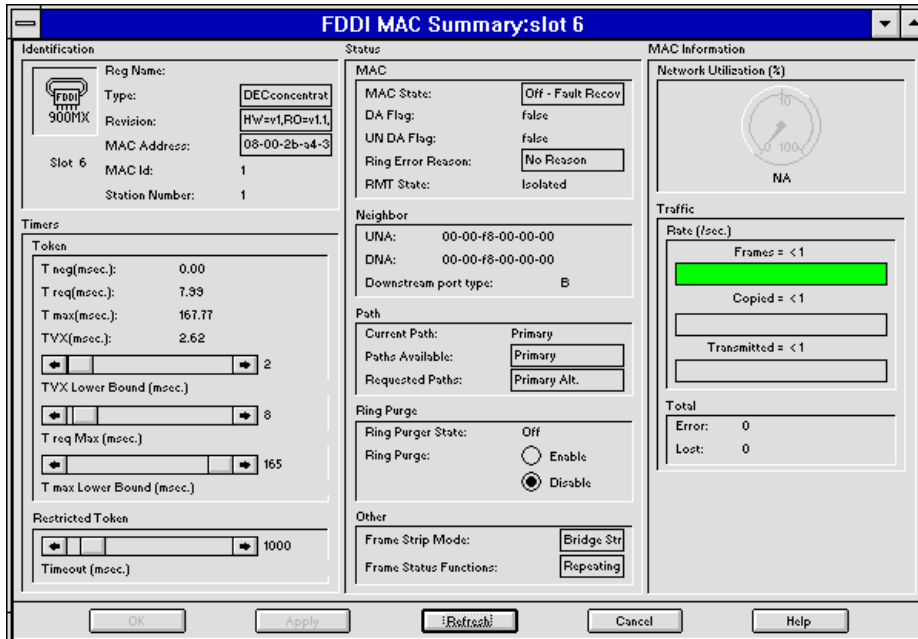 FDDI MAC Summary:slot 6
Identification
FDDI
900MX
Slot 6
Reg Name:
Type: DECconcentrat
Revision: HW=v1,RO=v1.1,
MAC Address: 08-00-2b-a4-3
MAC Id: 1
Station Number: 1
Timers
Token
T neg(msec.): 0.00
T req(msec.): 7.99
T max(msec.): 167.77
TVX(msec.): 2.62
2
TVX Lower Bound (msec.)
8
T req Max (msec.)
165
T max Lower Bound (msec.)
Restricted Token
1000
Timeout (msec.)
Status
MAC
MAC State: Off - Fault Recov
DA Flag: false
UN DA Flag: false
Ring Error Reason: No Reason
RMT State: Isolated
Neighbor
UNA: 00-00-f8-00-00-00
DNA: 00-00-f8-00-00-00
Downstream port type: B
Path
Current Path: Primary
Paths Available: Primary
Requested Paths: Primary Alt.
Ring Purge
Ring Purger State: Off
Ring Purge: Enable
Disable
Other
Frame Strip Mode: Bridge Str
Frame Status Functions: Repeating
MAC Information
Network Utilization (%)
10
0 100
NA
Traffic
Rate (/sec.)
Frames = <1
Copied = <1
Transmitted = <1
Total
Error: 0
Lost: 0
OK Apply Refresh Cancel Help